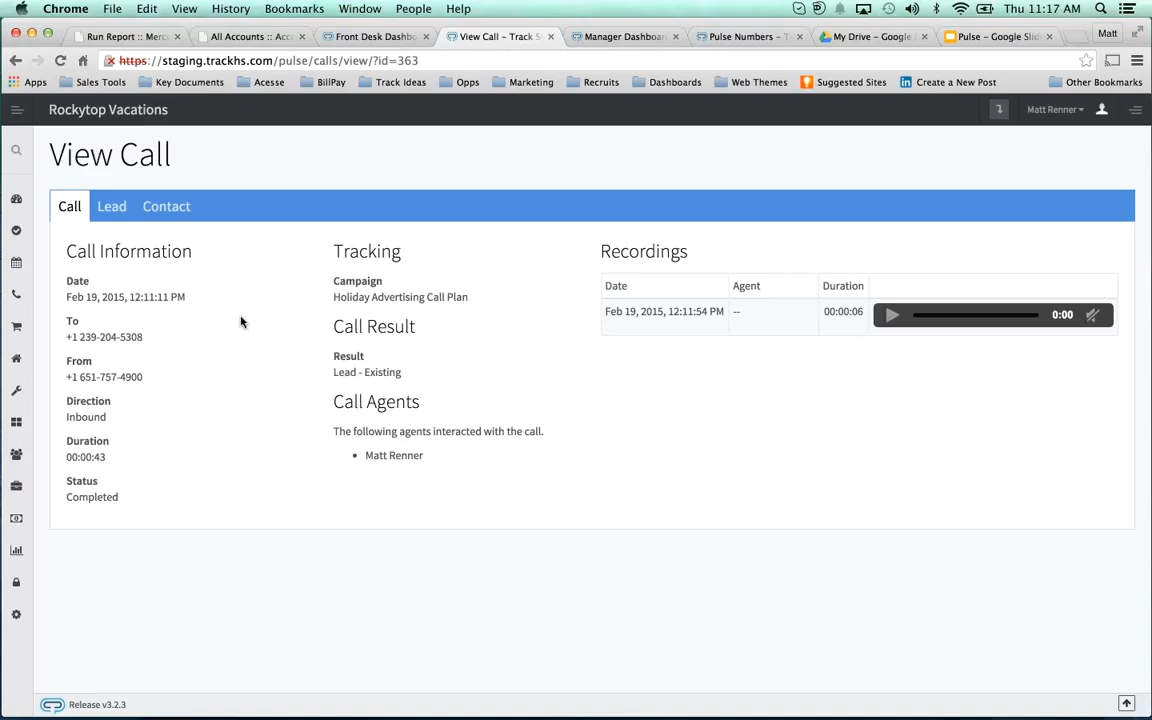 Chrome File Edit View History Bookmarks Window People Help Thu 11:17 AM
Run Report :: Merc All Accounts :: Acce Front Desk Dashbo View Call – Track S Manager Dashboar Pulse Numbers – T My Drive – Google Pulse – Google Slid Matt
https://staging.trackhs.com/pulse/calls/view/?id=363
Apps Sales Tools Key Documents Acesse BillPay Track Ideas Opps Marketing Recruits Dashboards Web Themes Suggested Sites Create a New Post Other Bookmarks
Rockytop Vacations Matt Renner
View Call
Call Lead Contact
Call Information
Date
Feb 19, 2015, 12:11:11 PM
To
+1 239-204-5308
From
+1 651-757-4900
Direction
Inbound
Duration
00:00:43
Status
Completed
Tracking
Campaign
Holiday Advertising Call Plan
Call Result
Result
Lead - Existing
Call Agents
The following agents interacted with the call.
• Matt Renner
Recordings
Date Agent Duration
Feb 19, 2015, 12:11:54 PM -- 00:00:06 0:00
Release v3.2.3